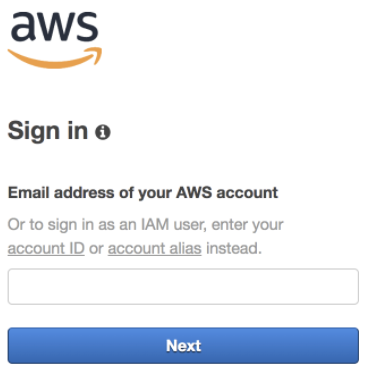 aws
Sign in
Email address of your AWS account
Or to sign in as an IAM user, enter your
account ID or account alias instead.
Next